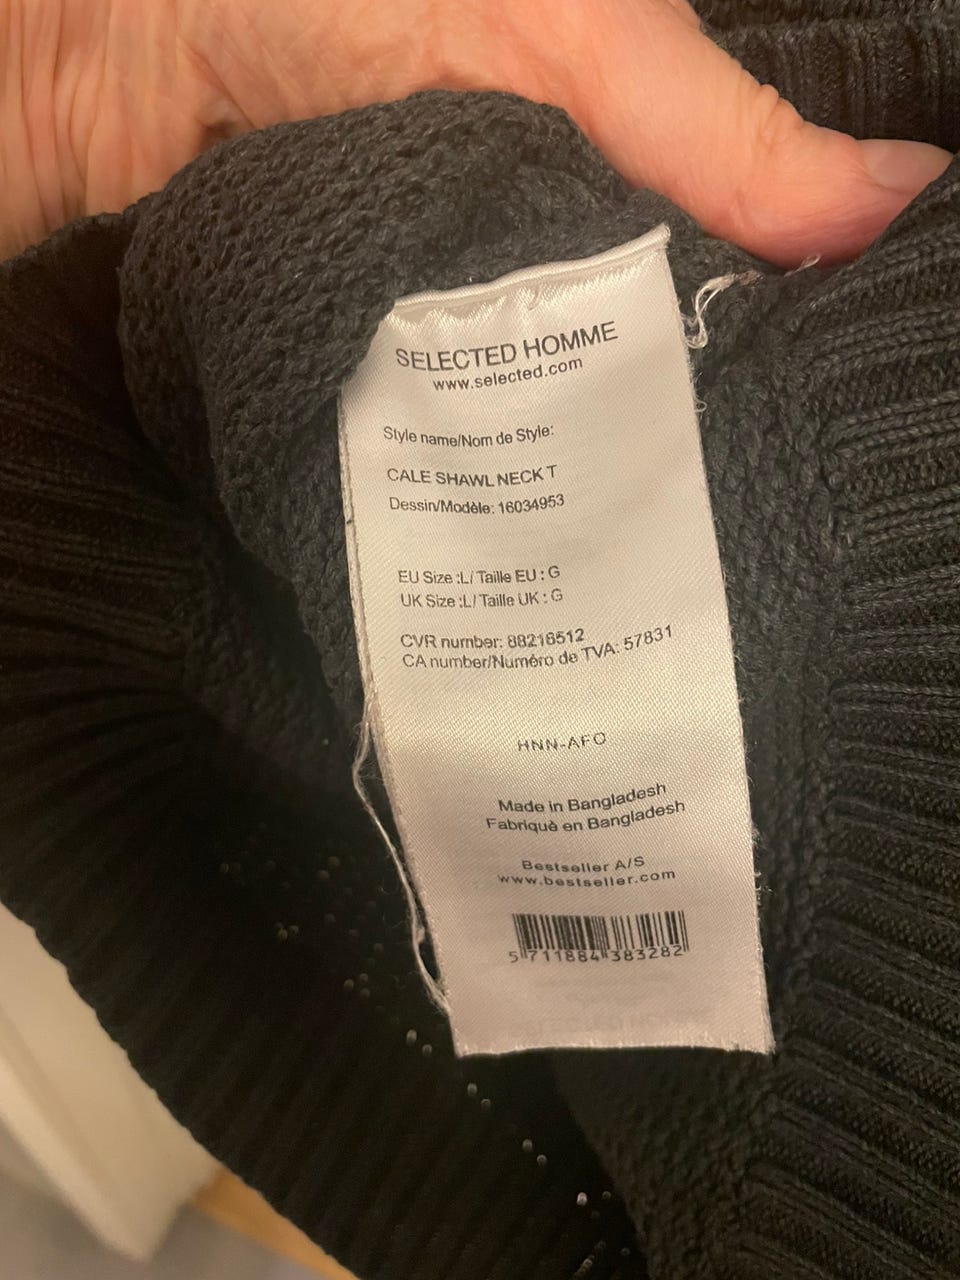 SELECTED HOMME
www.selected.com
Style name/Nom de Style:
CALE SHAWL NECK T
Dessin/Modèle: 16034953
EU Size :L/ Taille EU : G
UK Size :L/ Taille UK : G
CVR number: 88216512
CA number/Numéro de TVA: 57831
HNN-AFO
Made in Bangladesh
Fabriquè en Bangladesh
Bestseller A/S
www.bestseller.com
5 711884 383282